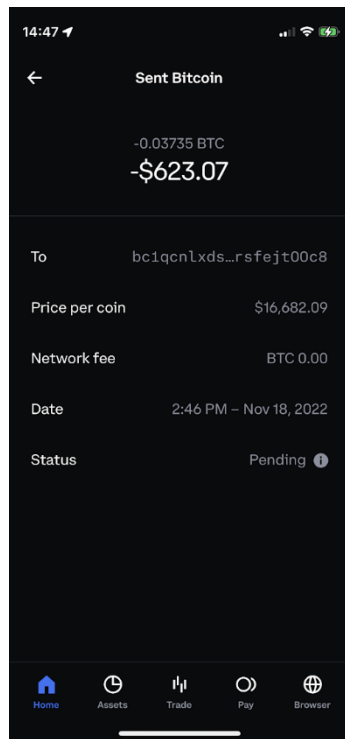 14:47
Sent Bitcoin
-0.03735 BTC
-$623.07
To bc1qcnlxds…rsfejt00c8
Price per coin $16,682.09
Network fee BTC 0.00
Date 2:46 PM – Nov 18, 2022
Status Pending
Home Assets Trade Pay Browser